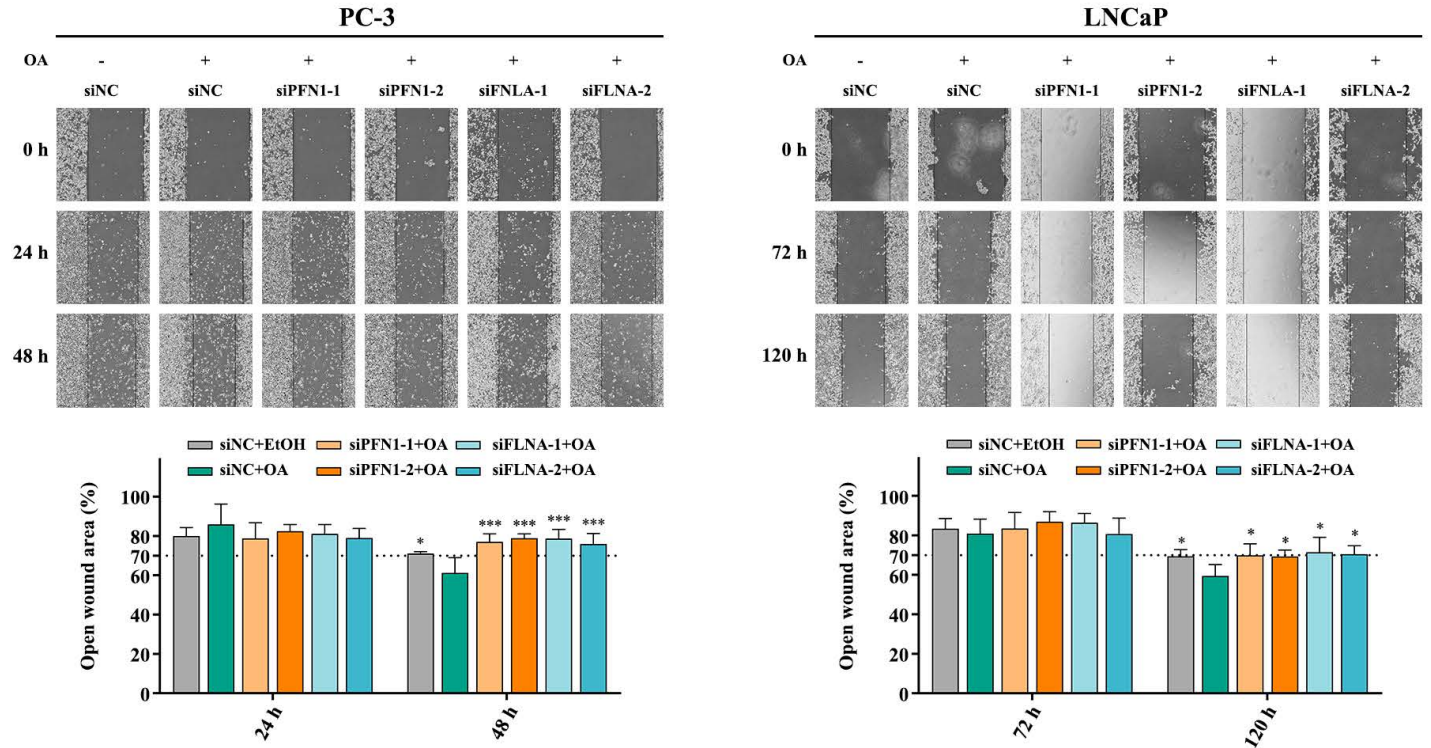 PC-3
OA - + + + + +
siNC siNC siPFN1-1 siPFN1-2 siFNLA-1 siFLNA-2
0 h
24 h
48 h
siNC+EtOH siPFN1-1+OA siFLNA-1+OA
siNC+OA siPFN1-2+OA siFLNA-2+OA
Open wound area (%)
100
80
70
60
40
20
0
* *** *** *** ***
24 h 48 h
LNCaP
OA - + + + + +
siNC siNC siPFN1-1 siPFN1-2 siFNLA-1 siFLNA-2
0 h
72 h
120 h
siNC+EtOH siPFN1-1+OA siFLNA-1+OA
siNC+OA siPFN1-2+OA siFLNA-2+OA
Open wound area (%)
100
80
70
60
40
20
0
* * * * *
72 h 120 h